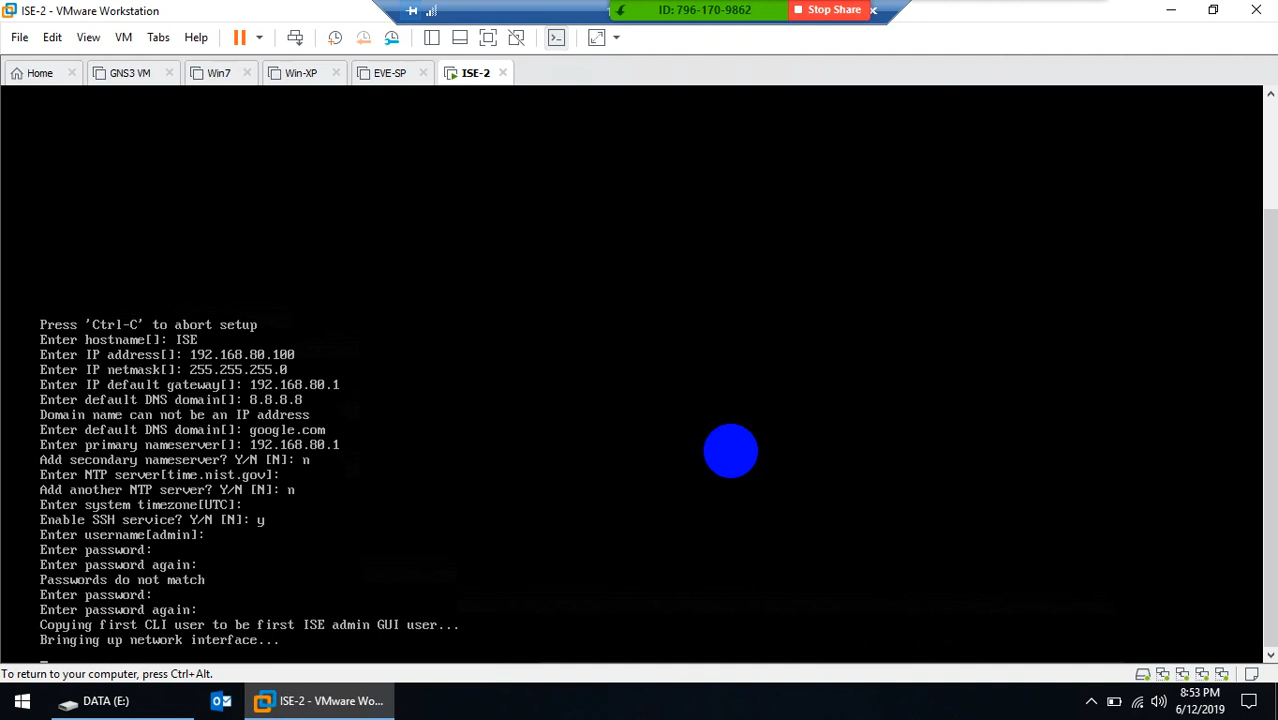 ISE-2 - VMware Workstation
ID: 796-170-9862
Stop Share
File Edit View VM Tabs Help
Home GNS3 VM Win7 Win-XP EVE-SP ISE-2
Press 'Ctrl-C' to abort setup
Enter hostname[]: ISE
Enter IP address[]: 192.168.80.100
Enter IP netmask[]: 255.255.255.0
Enter IP default gateway[]: 192.168.80.1
Enter default DNS domain[]: 8.8.8.8
Domain name can not be an IP address
Enter default DNS domain[]: google.com
Enter primary nameserver[]: 192.168.80.1
Add secondary nameserver? Y/N [N]: n
Enter NTP server[time.nist.gov]:
Add another NTP server? Y/N [N]: n
Enter system timezone[UTC]:
Enable SSH service? Y/N [N]: y
Enter username[admin]:
Enter password:
Enter password again:
Passwords do not match
Enter password:
Enter password again:
Copying first CLI user to be first ISE admin GUI user...
Bringing up network interface...
To return to your computer, press Ctrl+Alt.
DATA (E:)
ISE-2 - VMware Wo...
8:53 PM
6/12/2019